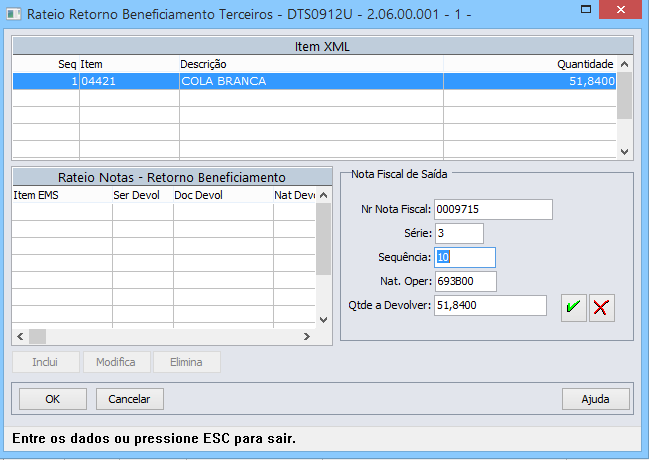 Rateio Retorno Beneficiamento Terceiros - DTS0912U - 2.06.00.001 - 1 -
Item XML
Seq Item Descrição Quantidade
1 04421 COLA BRANCA 51,8400
Rateio Notas - Retorno Beneficiamento
Item EMS Ser Devol Doc Devol Nat Devo
Nota Fiscal de Saída
Nr Nota Fiscal: 0009715
Série: 3
Sequência: 10
Nat. Oper: 693B00
Qtde a Devolver: 51,8400
Inclui Modifica Elimina
OK Cancelar Ajuda
Entre os dados ou pressione ESC para sair.